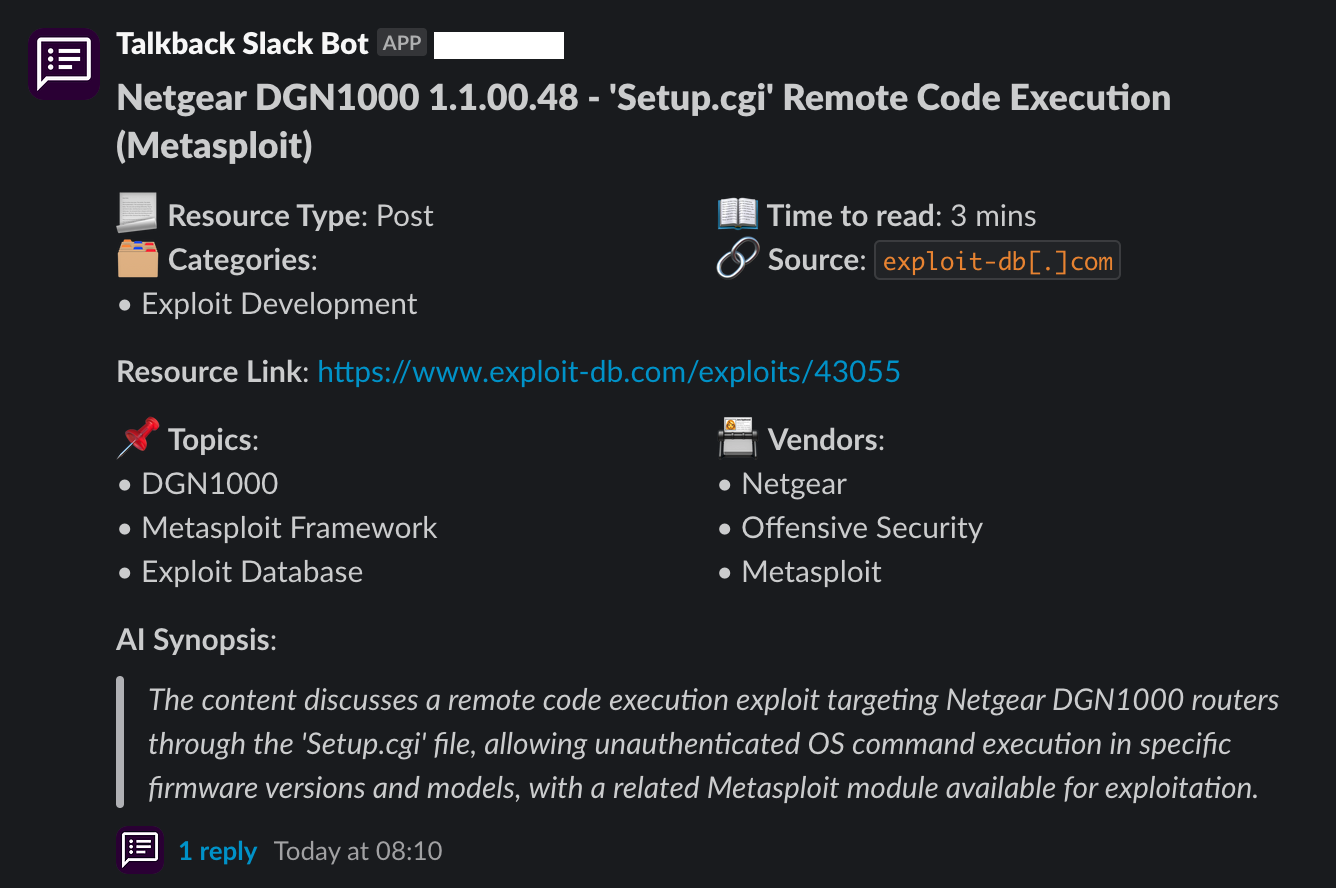 Talkback Slack Bot APP
Netgear DGN1000 1.1.00.48 - 'Setup.cgi' Remote Code Execution
(Metasploit)
Resource Type: Post
Time to read: 3 mins
Categories:
Source: exploit-db[.]com
• Exploit Development
Resource Link: https://www.exploit-db.com/exploits/43055
Topics:
• DGN1000
• Metasploit Framework
• Exploit Database
Vendors:
• Netgear
• Offensive Security
• Metasploit
AI Synopsis:
The content discusses a remote code execution exploit targeting Netgear DGN1000 routers
through the 'Setup.cgi' file, allowing unauthenticated OS command execution in specific
firmware versions and models, with a related Metasploit module available for exploitation.
1 reply Today at 08:10